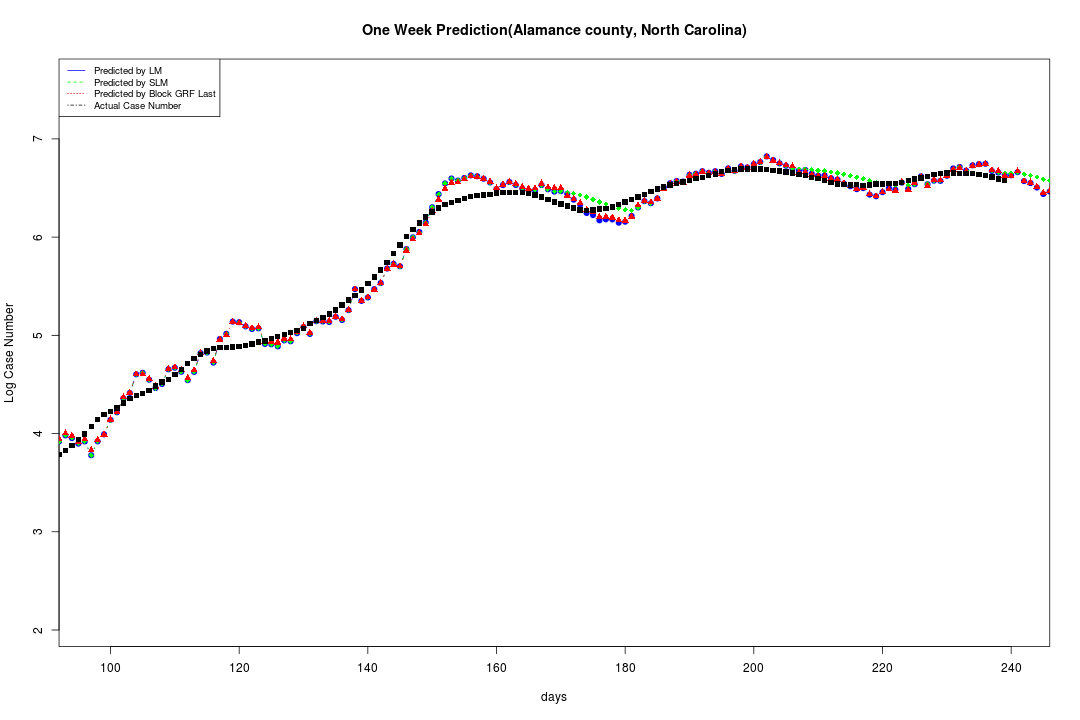 One Week Prediction(Alamance county, North Carolina)
Predicted by LM
Predicted by SLM
Predicted by Block GRF Last
Actual Case Number
Log Case Number
7
6
5
4
3
2
100 120 140 160 180 200 220 240
days